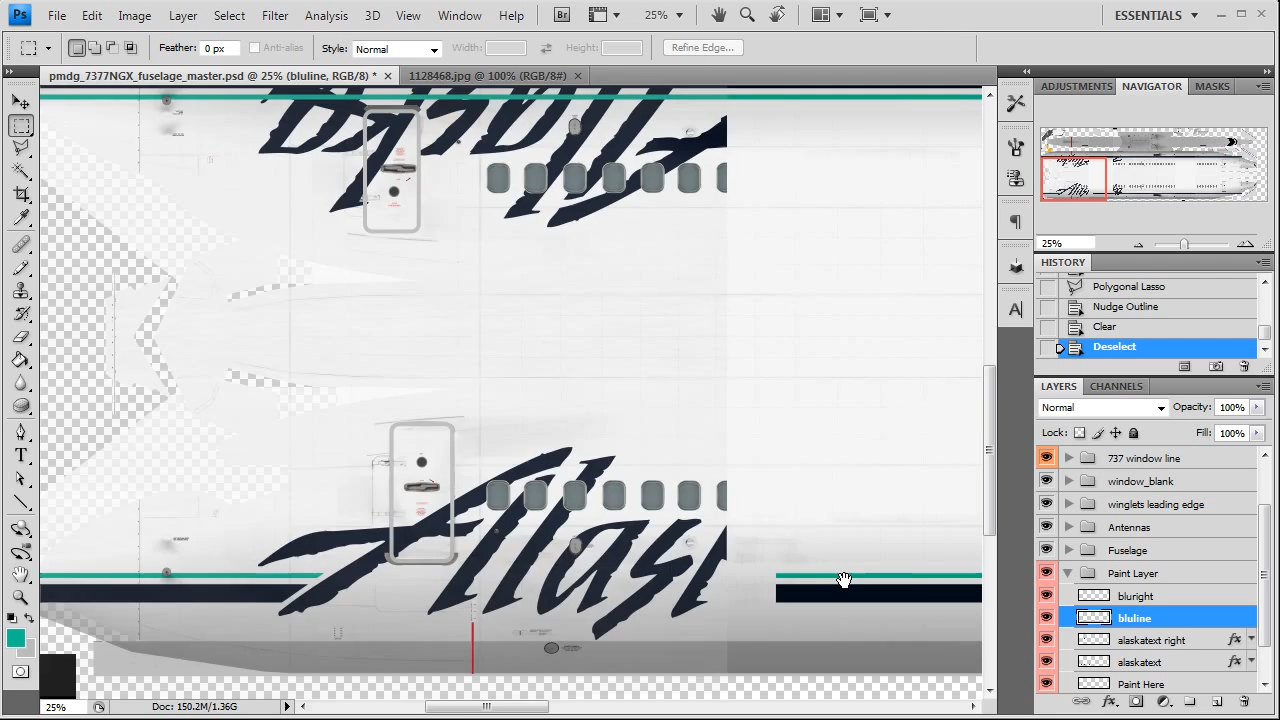 Ps File Edit Image Layer Select Filter Analysis 3D View Window Help Br 25% ESSENTIALS
Feather: 0 px Anti-alias Style: Normal Width: Height: Refine Edge...
pmdg_7377NGX_fuselage_master.psd @ 25% (bluline, RGB/8) * × 1128468.jpg @ 100% (RGB/8#) ×
ADJUSTMENTS NAVIGATOR MASKS
25%
HISTORY
Polygonal Lasso
Nudge Outline
Clear
Deselect
LAYERS CHANNELS
Normal Opacity: 100%
Lock: Fill: 100%
737 window line
window_blank
winglets leading edge
Antennas
Fuselage
Paint Layer
bluright
bluline
alaskatext right fx
alaskatext fx
Paint Here
Alas
25% Doc: 150.2M/1.36G